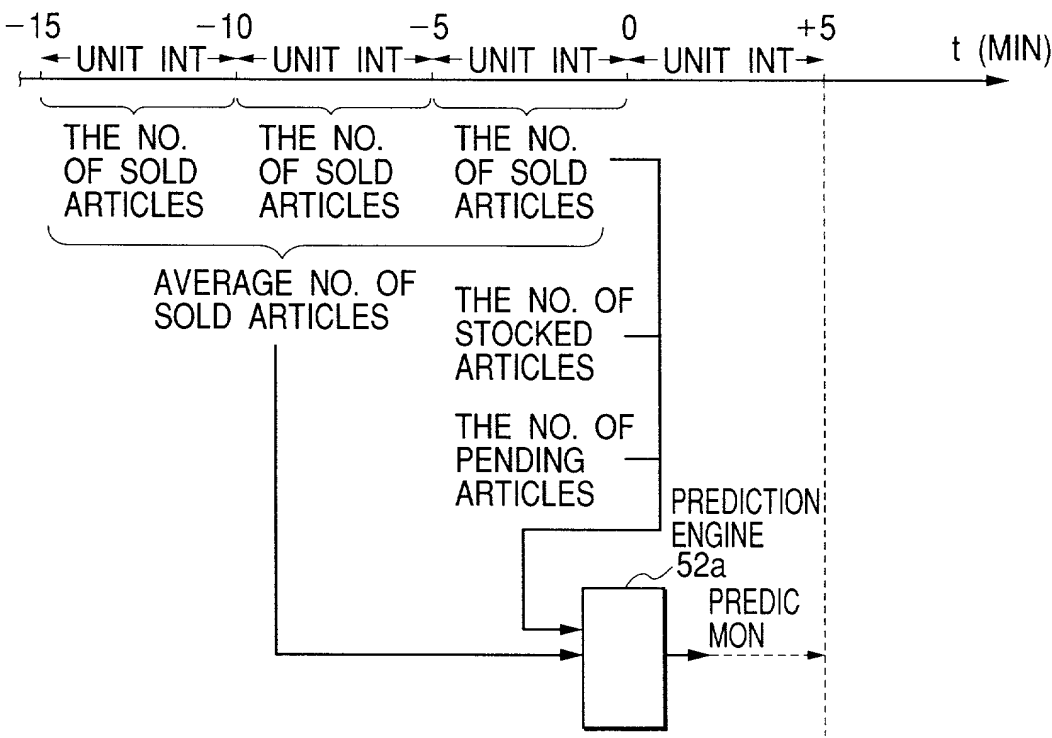 −15 −10 −5 0 +5
UNIT INT UNIT INT UNIT INT UNIT INT t (MIN)
THE NO.
OF SOLD
ARTICLES
THE NO.
OF SOLD
ARTICLES
THE NO.
OF SOLD
ARTICLES
AVERAGE NO. OF
SOLD ARTICLES
THE NO. OF
STOCKED
ARTICLES
THE NO. OF
PENDING
ARTICLES
PREDICTION
ENGINE
52a
PREDIC
MON